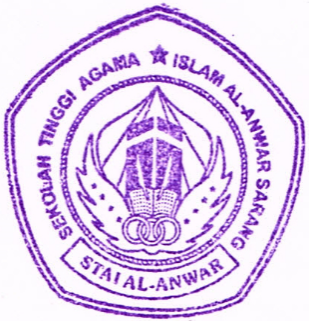 SEKOLAH TINGGI AGAMA ★ ISLAM AL-ANWAR SARANG
STAI AL-ANWAR